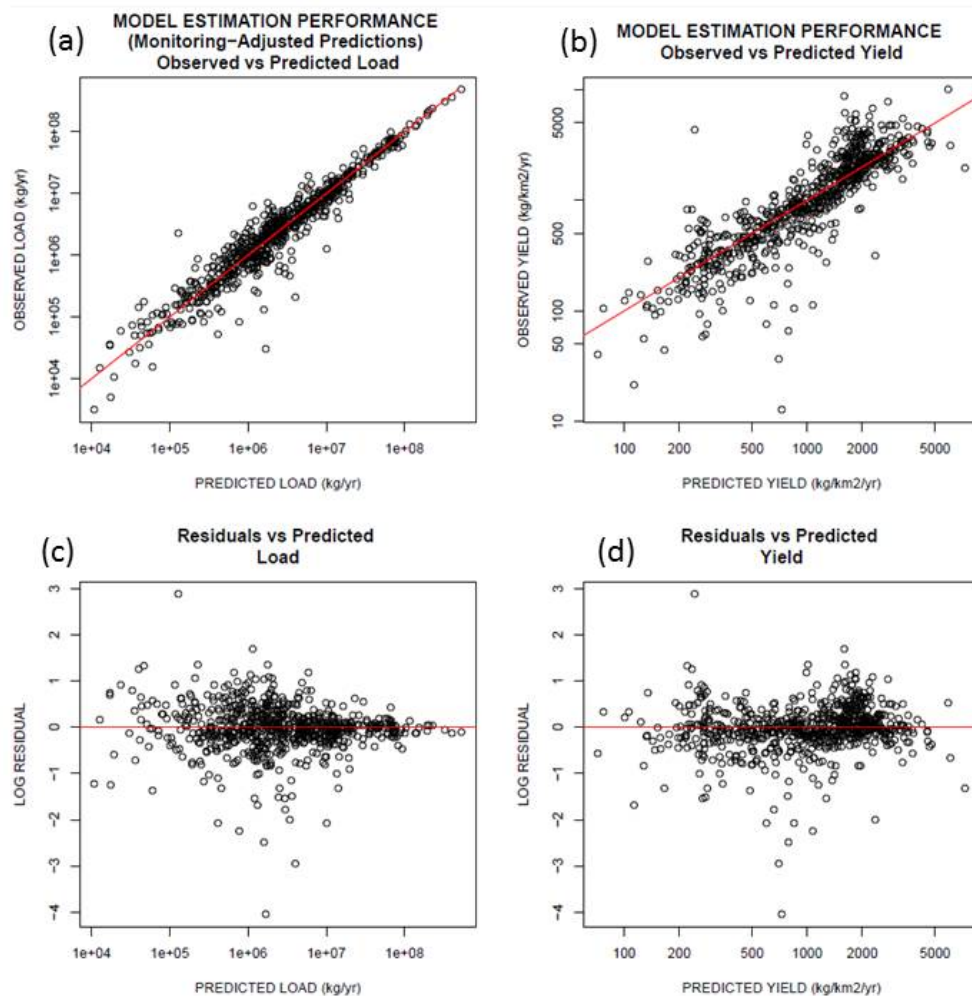 (a)
MODEL ESTIMATION PERFORMANCE
(Monitoring−Adjusted Predictions)
Observed vs Predicted Load
OBSERVED LOAD (kg/yr)
1e+08
1e+07
1e+06
1e+05
1e+04
1e+04 1e+05 1e+06 1e+07 1e+08
PREDICTED LOAD (kg/yr)
(b)
MODEL ESTIMATION PERFORMANCE
Observed vs Predicted Yield
OBSERVED YIELD (kg/km2/yr)
5000
500
100
50
10
100 200 500 1000 2000 5000
PREDICTED YIELD (kg/km2/yr)
(c)
Residuals vs Predicted
Load
LOG RESIDUAL
3
2
1
0
-1
-2
-3
-4
1e+04 1e+05 1e+06 1e+07 1e+08
PREDICTED LOAD (kg/yr)
(d)
Residuals vs Predicted
Yield
LOG RESIDUAL
3
2
1
0
-1
-2
-3
-4
100 200 500 1000 2000 5000
PREDICTED YIELD (kg/km2/yr)